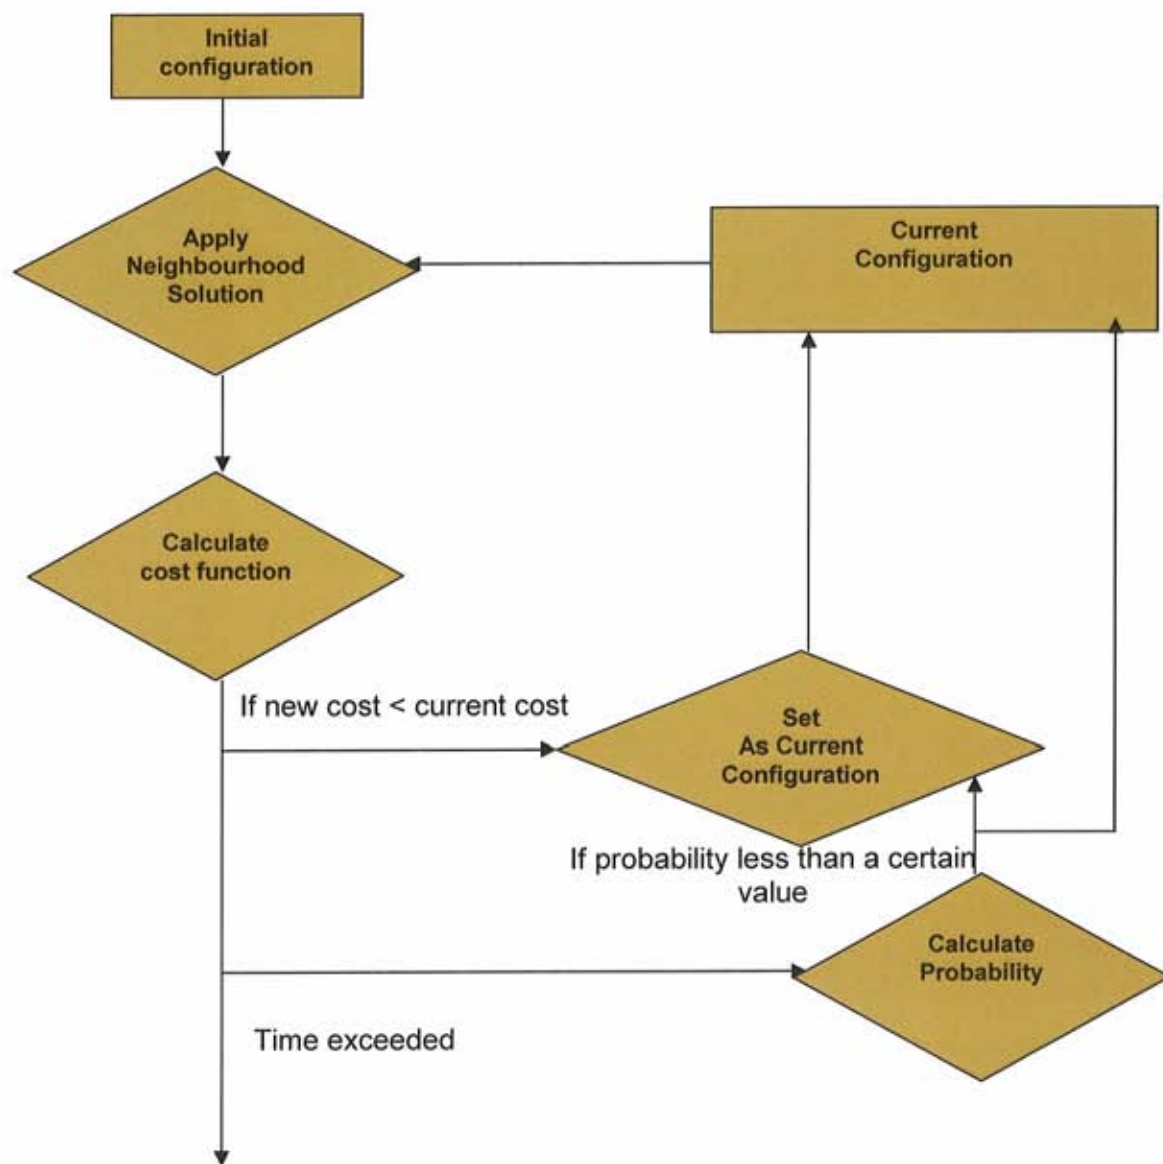 Initial
configuration
Apply
Neighbourhood
Solution
Current
Configuration
Calculate
cost function
If new cost < current cost
Set
As Current
Configuration
If probability less than a certain
value
Calculate
Probability
Time exceeded